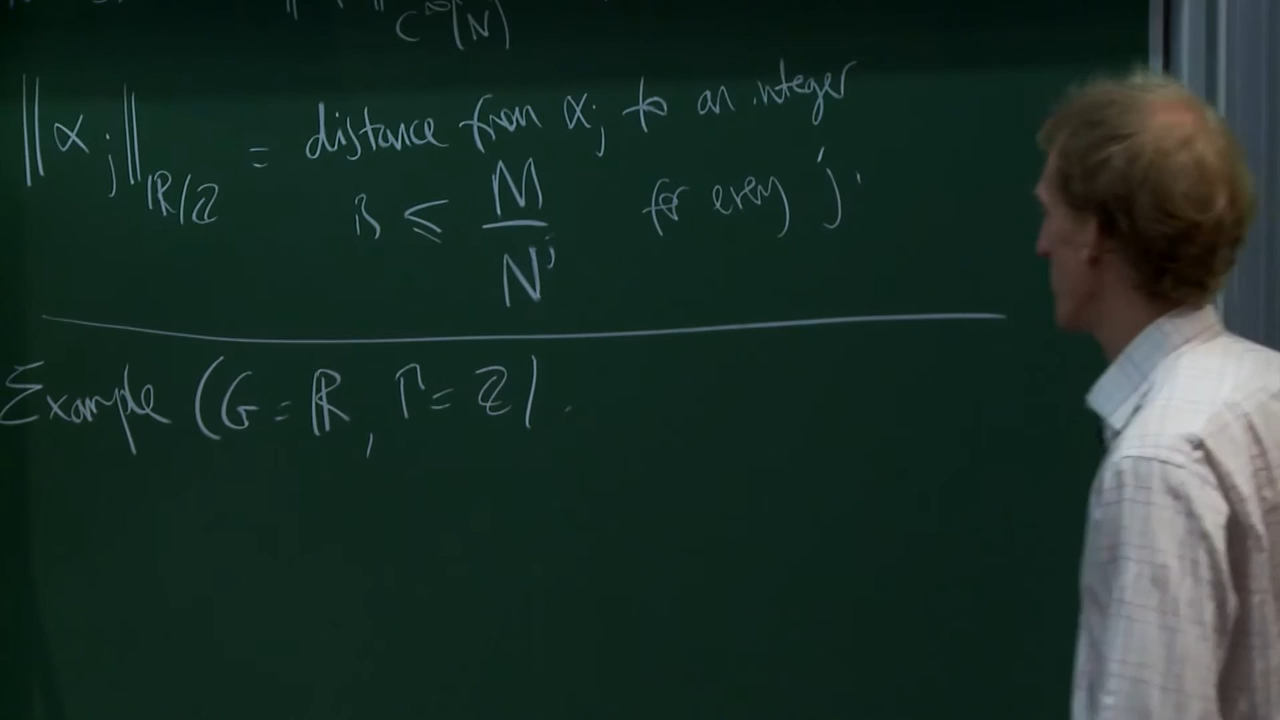 C^∞(N)
‖α_j‖_{ℝ/ℤ} = distance from α_j to an integer
is ≤ M/N^j for every j.
Example (G = ℝ, Γ = ℤ).